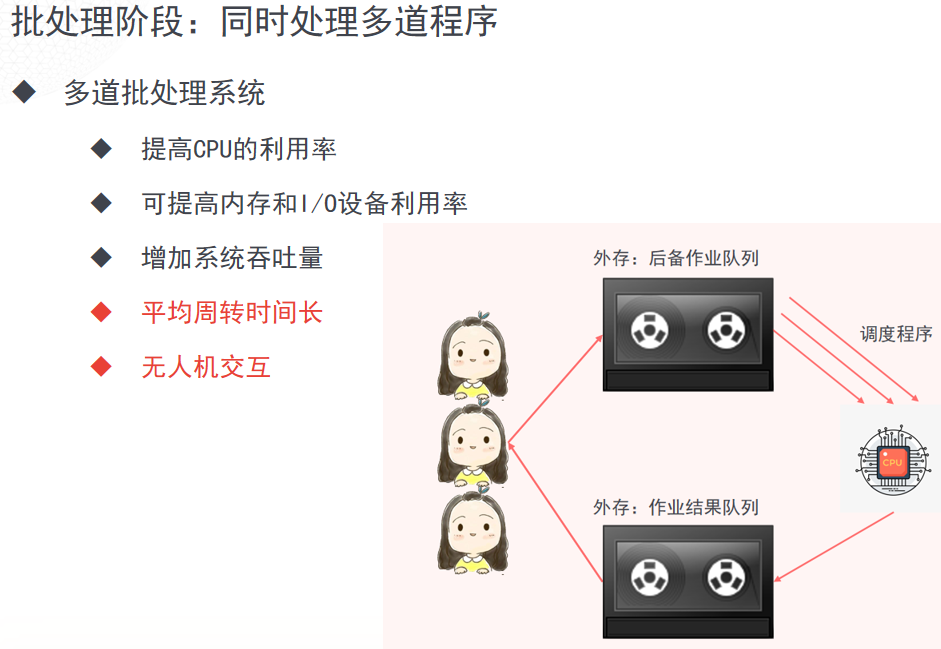 批处理阶段：同时处理多道程序
多道批处理系统
提高CPU的利用率
可提高内存和I/O设备利用率
增加系统吞吐量
平均周转时间长
无人机交互
外存：后备作业队列
调度程序
CPU
外存：作业结果队列